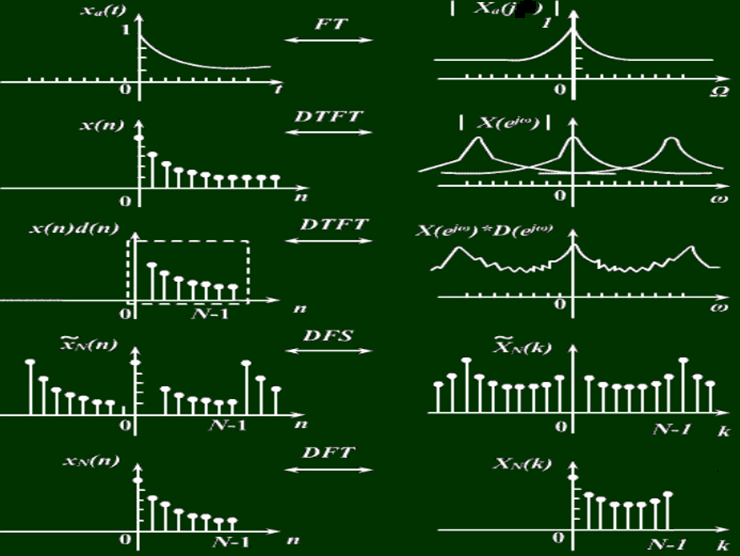 xa(t) FT | Xa(j |
1 1
0 t 0 Ω
x(n) DTFT | X(e^jω) |
0 n 0 ω
x(n)d(n) DTFT X(e^jω)*D(e^jω)
0 N-1 n 0 ω
x̃N(n) DFS X̃N(k)
0 N-1 n 0 N-1 k
xN(n) DFT XN(k)
0 N-1 n 0 N-1 k